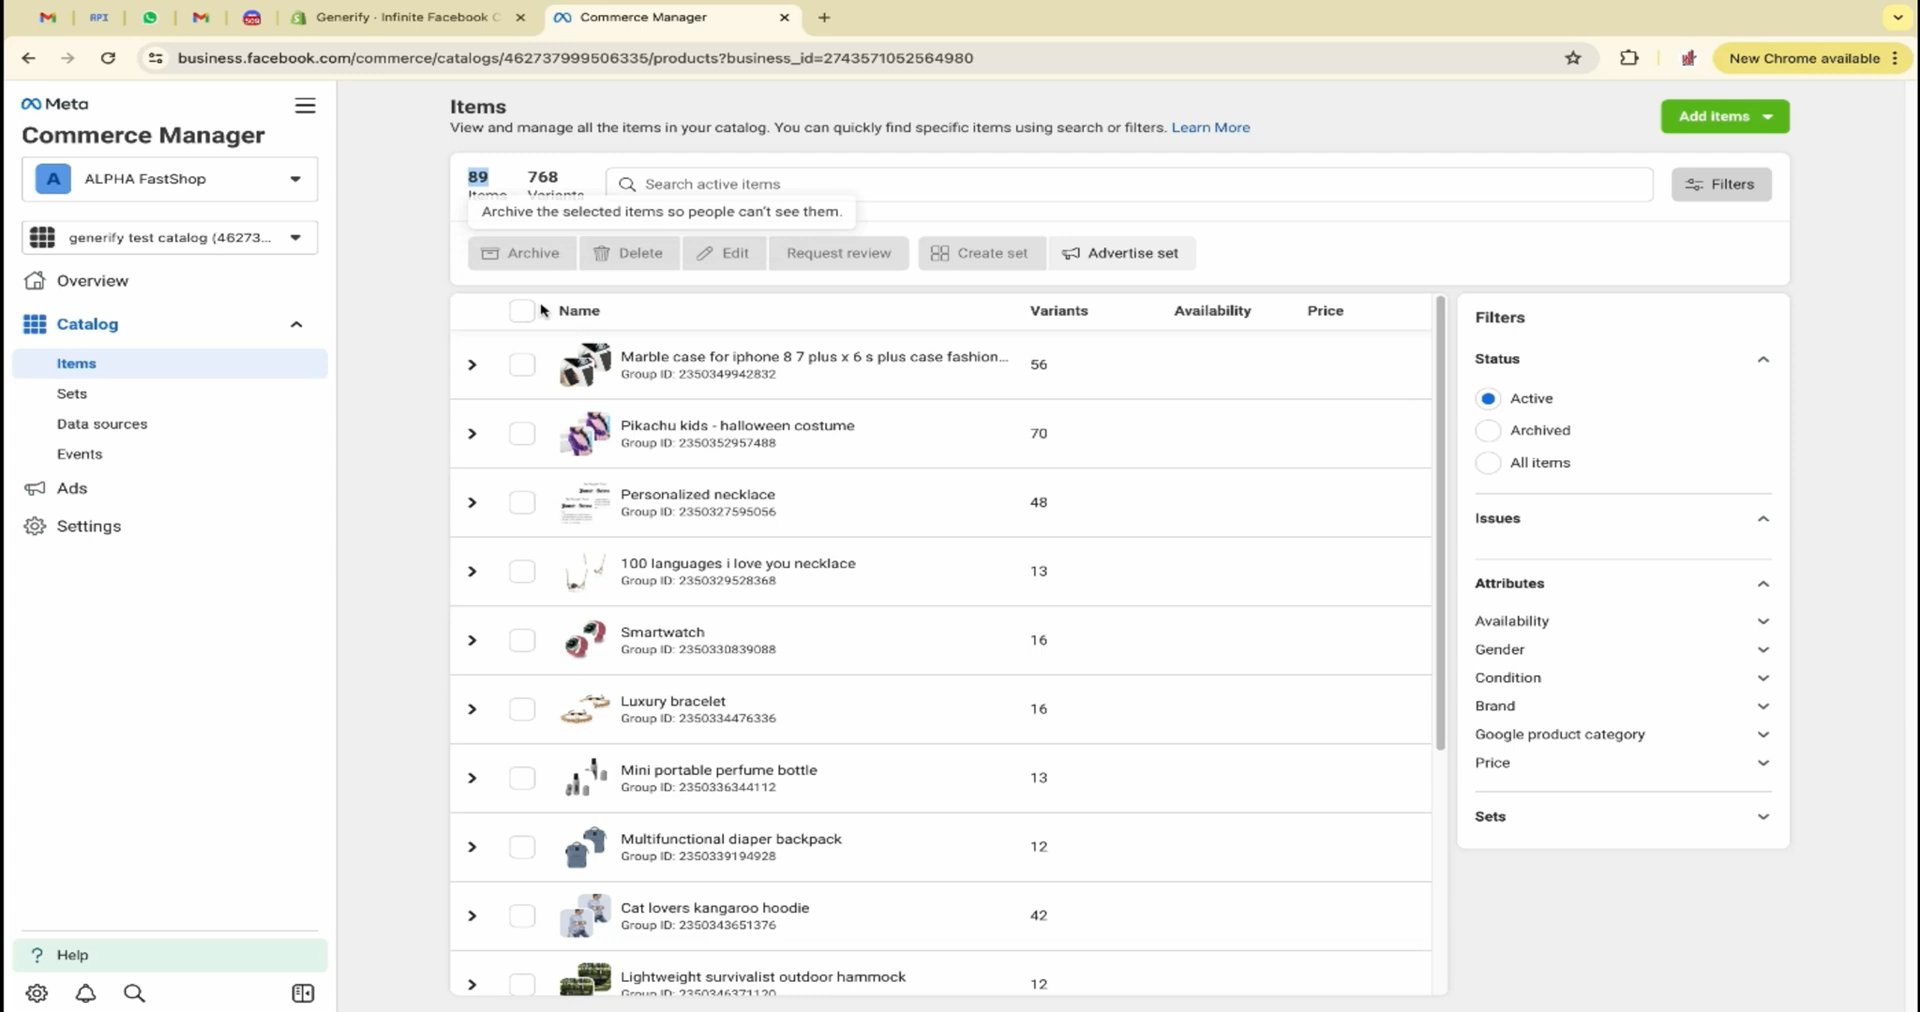 API
Generify · Infinite Facebook C
Commerce Manager
business.facebook.com/commerce/catalogs/462737999506335/products?business_id=2743571052564980
New Chrome available
Meta
Commerce Manager
A
ALPHA FastShop
generify test catalog (46273...
Overview
Catalog
Items
Sets
Data sources
Events
Ads
Settings
? Help
Items
View and manage all the items in your catalog. You can quickly find specific items using search or filters. Learn More
Add items
89
Items
768
Variants
Search active items
Filters
Archive the selected items so people can't see them.
Archive
Delete
Edit
Request review
Create set
Advertise set
Name Variants Availability Price
Marble case for iphone 8 7 plus x 6 s plus case fashion...
Group ID: 2350349942832
56
Pikachu kids - halloween costume
Group ID: 2350352957488
70
Personalized necklace
Group ID: 2350327595056
48
100 languages i love you necklace
Group ID: 2350329528368
13
Smartwatch
Group ID: 2350330839088
16
Luxury bracelet
Group ID: 2350334476336
16
Mini portable perfume bottle
Group ID: 2350336344112
13
Multifunctional diaper backpack
Group ID: 2350339194928
12
Cat lovers kangaroo hoodie
Group ID: 2350343651376
42
Lightweight survivalist outdoor hammock
Group ID: 2350346371120
12
Filters
Status
Active
Archived
All items
Issues
Attributes
Availability
Gender
Condition
Brand
Google product category
Price
Sets